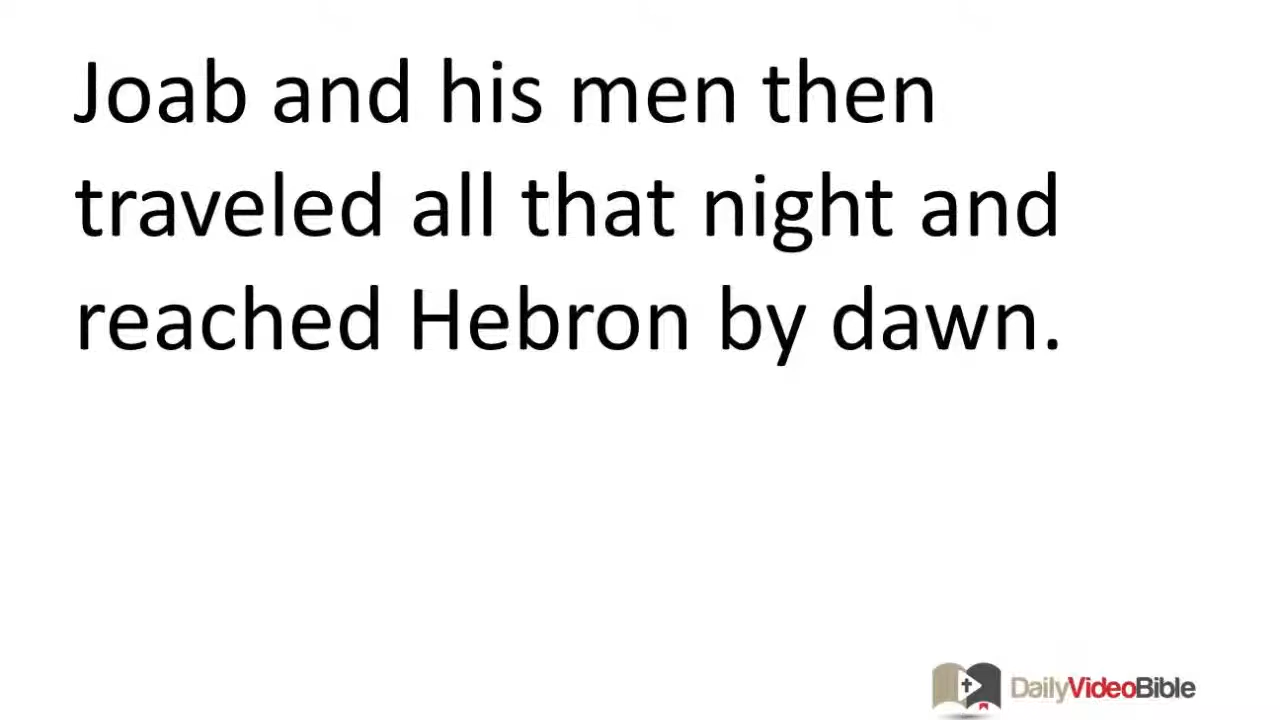 Joab and his men then
traveled all that night and
reached Hebron by dawn.
DailyVideoBible